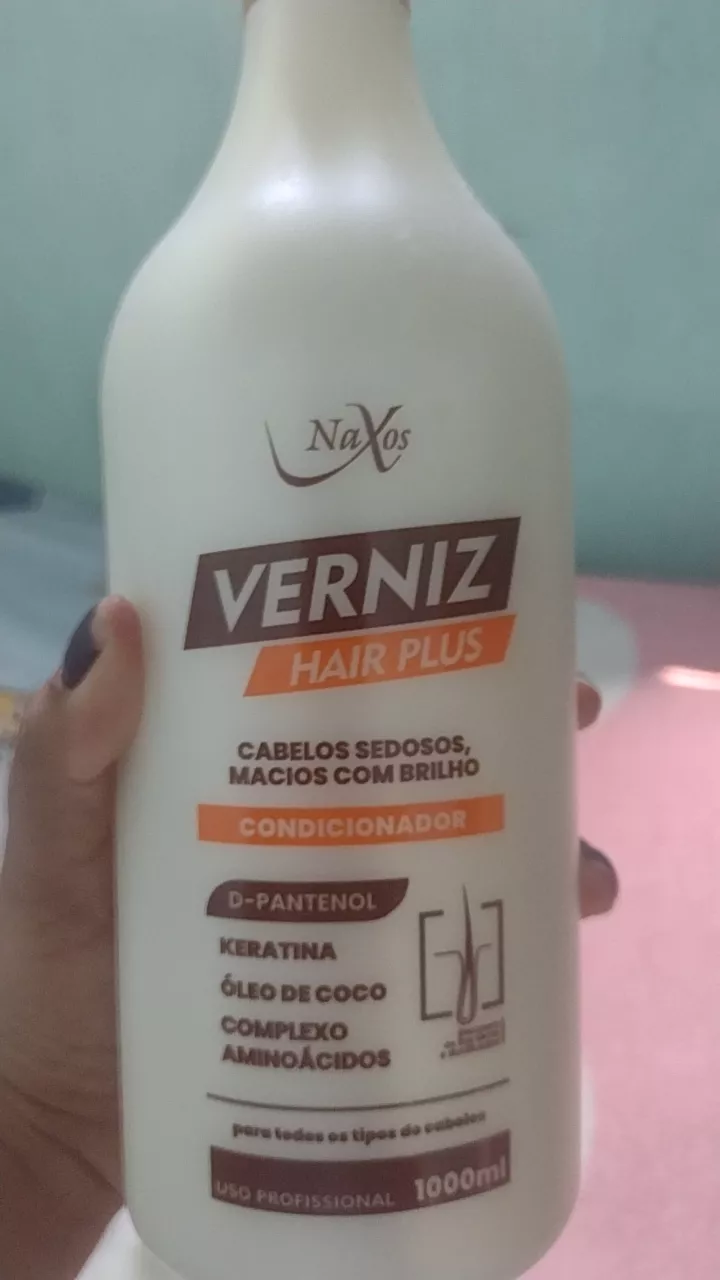 NaXos
VERNIZ
HAIR PLUS
CABELOS SEDOSOS,
MACIOS COM BRILHO
CONDICIONADOR
D-PANTENOL
KERATINA
ÓLEO DE COCO
COMPLEXO
AMINOÁCIDOS
para todos os tipos de cabelos
USO PROFISSIONAL 1000ml